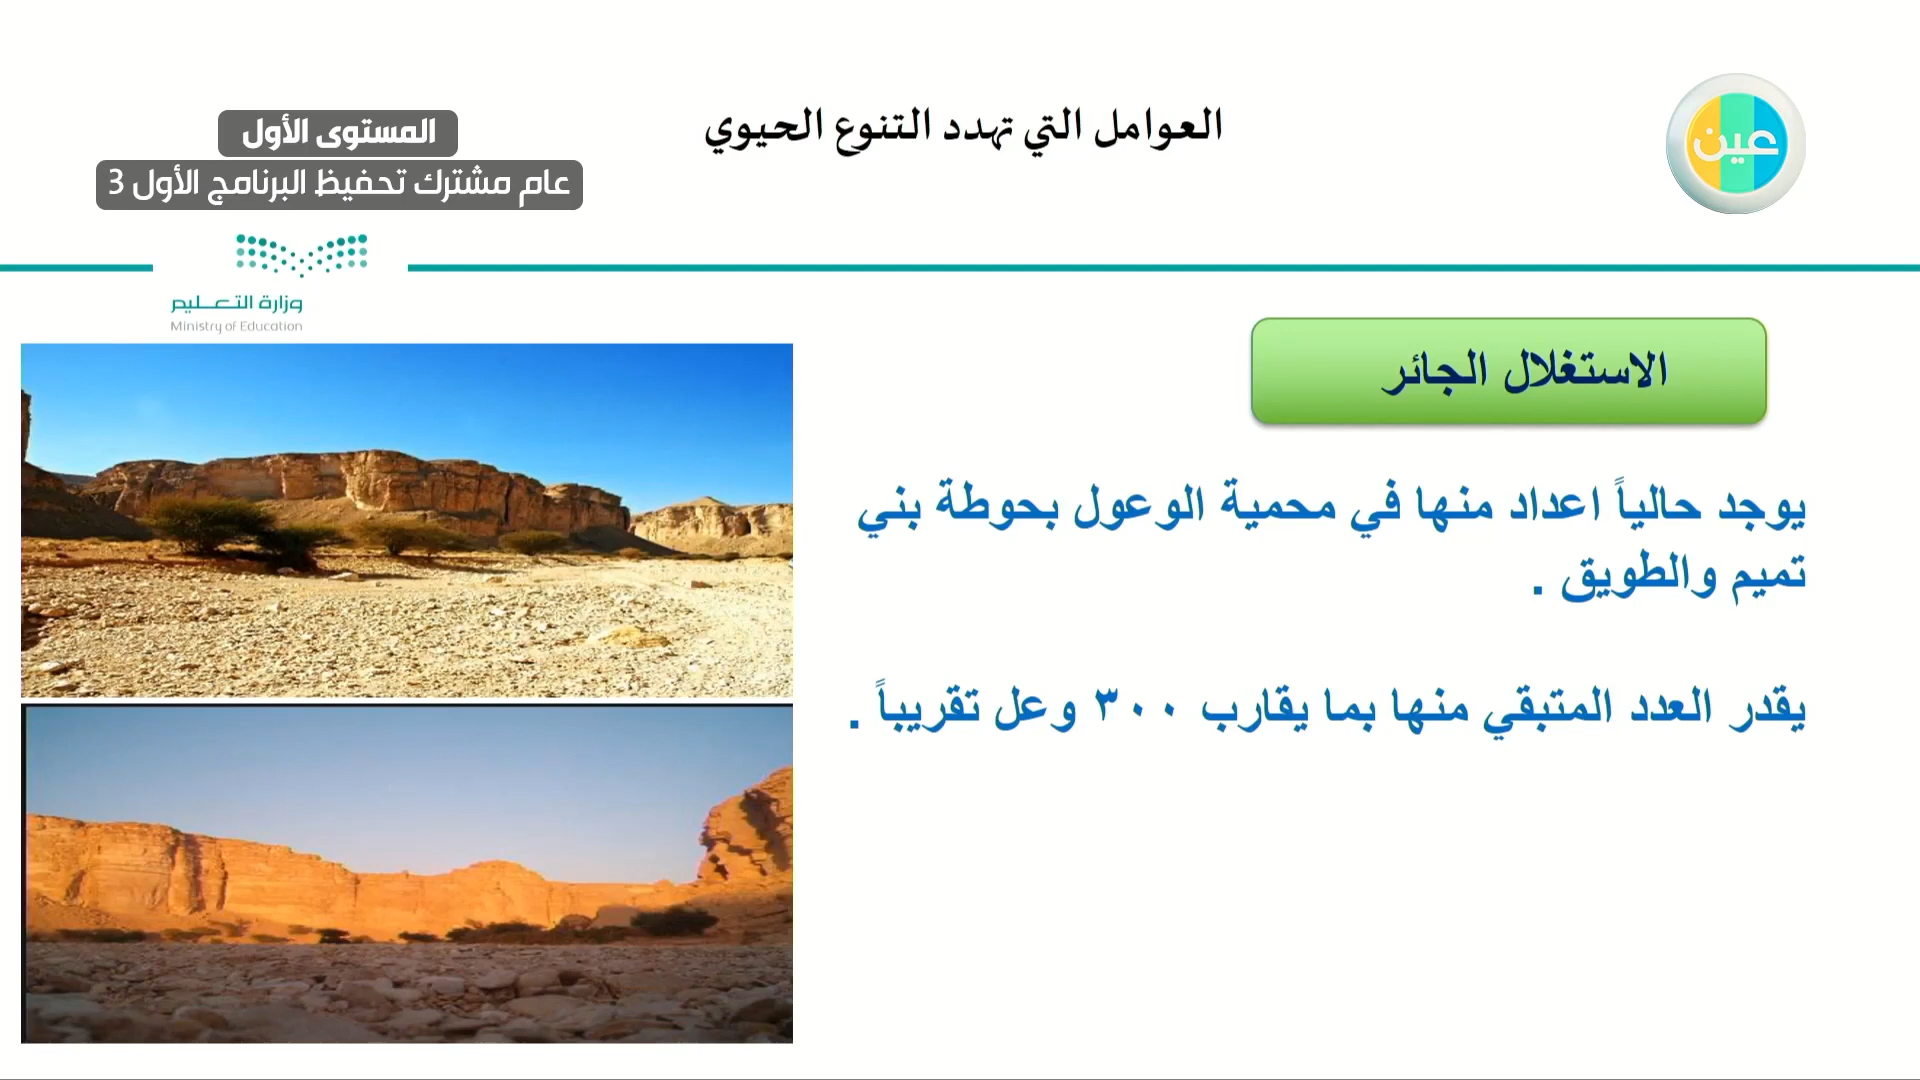 العوامل التي تهدد التنوع الحيوي
عين
المستوى الأول
عام مشترك تحفيظ البرنامج الأول 3
وزارة التعليم
Ministry of Education
الاستغلال الجائر
يوجد حالياً اعداد منها في محمية الوعول بحوطة بني
تميم والطويق .
يقدر العدد المتبقي منها بما يقارب ٣٠٠ وعل تقريباً .